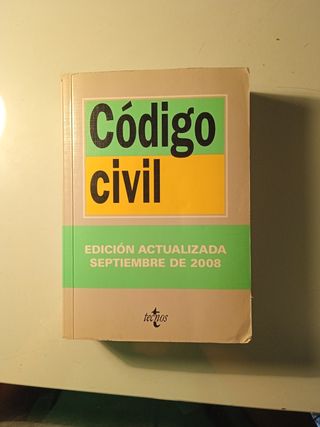 Código
civil
EDICIÓN ACTUALIZADA
SEPTIEMBRE DE 2008
tecnos